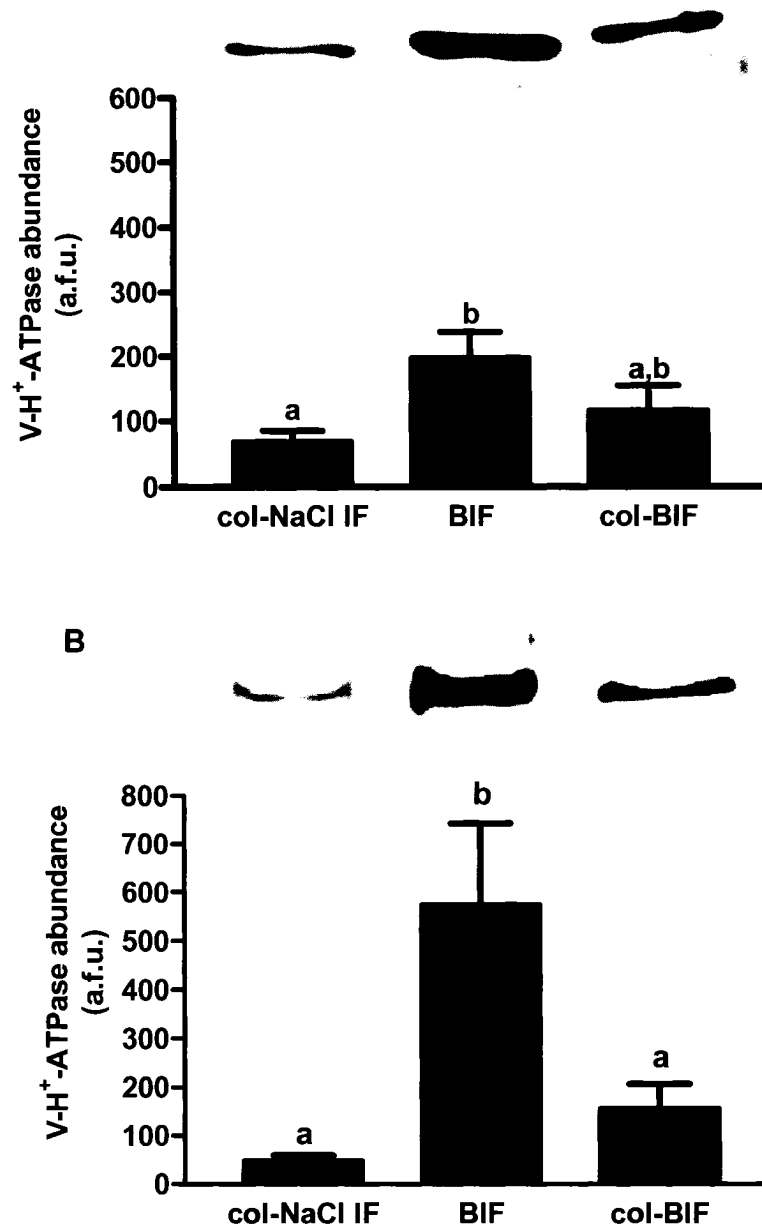 V-H+-ATPase abundance
(a.f.u.)
600
500
400
300
200
100
0
a
b
a,b
col-NaCl IF
BIF
col-BIF
B
V-H+-ATPase abundance
(a.f.u.)
800
700
600
500
400
300
200
100
0
a
b
a
col-NaCl IF
BIF
col-BIF